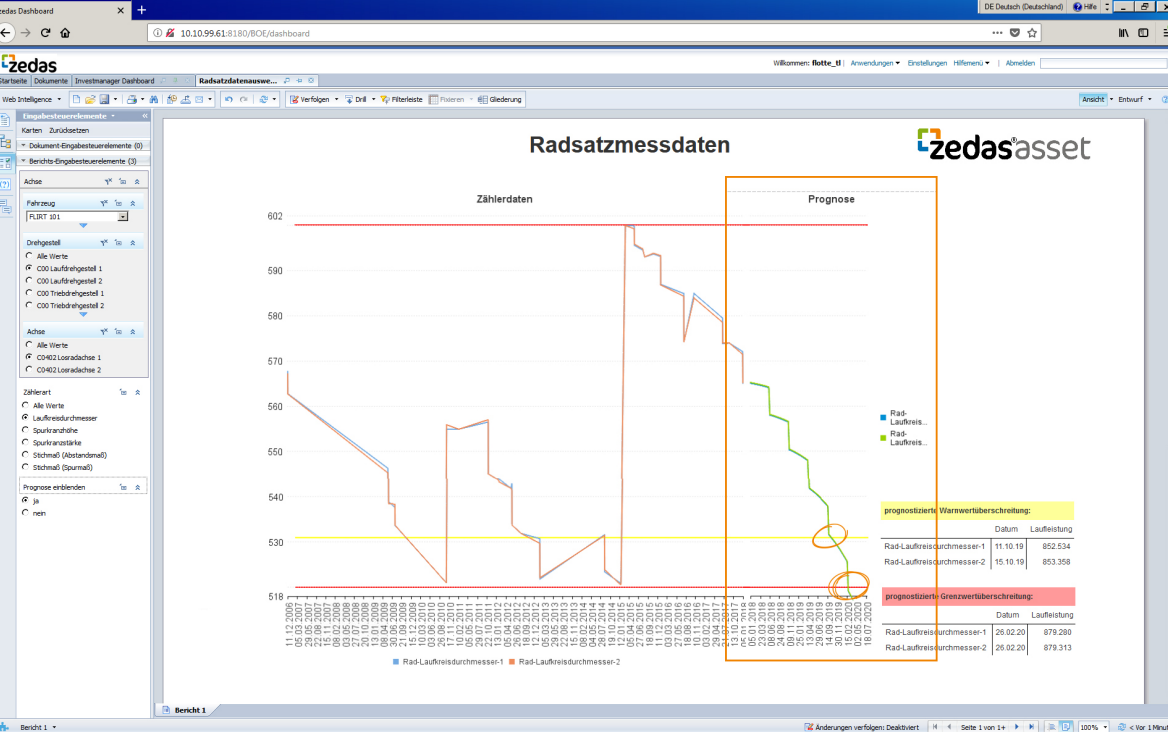 zedas Dashboard
DE Deutsch (Deutschland) Hilfe
10.10.99.61:8180/BOE/dashboard
zedas
Willkommen: flotte_tl | Anwendungen Einstellungen Hilfemenü | Abmelden
Startseite Dokumente Investmanager Dashboard Radsatzdatenauswe...
Web Intelligence Verfolgen Drill Filterleiste Fixieren Gliederung Ansicht Entwurf
Eingabesteuerelemente
Karten Zurücksetzen
Dokument-Eingabesteuerelemente (0)
Berichts-Eingabesteuerelemente (3)
Achse
Fahrzeug
FLIRT 101
Drehgestell
Alle Werte
C00 Laufdrehgestell 1
C00 Laufdrehgestell 2
C00 Triebdrehgestell 1
C00 Triebdrehgestell 2
Achse
Alle Werte
C0402 Losradachse 1
C0402 Losradachse 2
Zählerart
Alle Werte
Laufkreisdurchmesser
Spurkranzhöhe
Spurkranzstärke
Stichmaß (Abstandsmaß)
Stichmaß (Spurmaß)
Prognose einblenden
ja
nein
Radsatzmessdaten
zedas®asset
Zählerdaten
Prognose
602
590
580
570
560
550
540
530
518
Rad-Laufkreisdurchmesser-1 Rad-Laufkreisdurchmesser-2
Rad-
Laufkreis...
Rad-
Laufkreis...
prognostizierte Warnwertüberschreitung:
Datum Laufleistung
Rad-Laufkreisdurchmesser-1 11.10.19 852.534
Rad-Laufkreisdurchmesser-2 15.10.19 853.358
prognostizierte Grenzwertüberschreitung:
Datum Laufleistung
Rad-Laufkreisdurchmesser-1 26.02.20 879.280
Rad-Laufkreisdurchmesser-2 26.02.20 879.313
Bericht 1
Bericht 1
Änderungen verfolgen: Deaktiviert Seite 1 von 1+ 100% < Vor 1 Minut